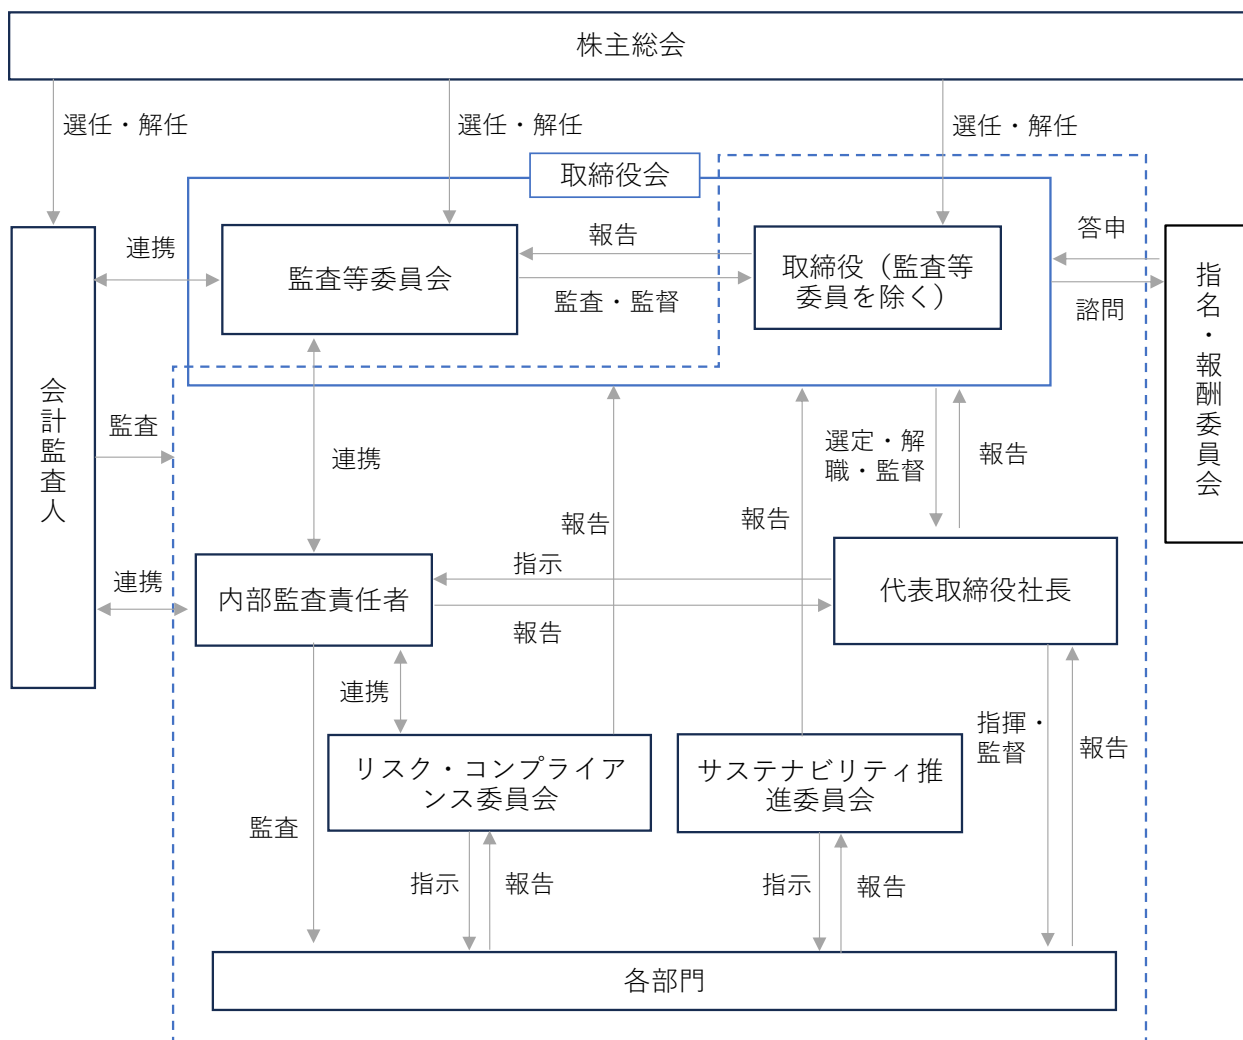 株主総会
選任・解任
選任・解任
選任・解任
取締役会
連携
監査等委員会
報告
監査・監督
取締役（監査等
委員を除く）
答申
諮問
指名・報酬委員会
会計監査人
監査
連携
選定・解
職・監督
報告
報告
報告
連携
内部監査責任者
指示
報告
代表取締役社長
連携
リスク・コンプライア
ンス委員会
サステナビリティ推
進委員会
指揮・
監督
報告
監査
指示
報告
指示
報告
各部門